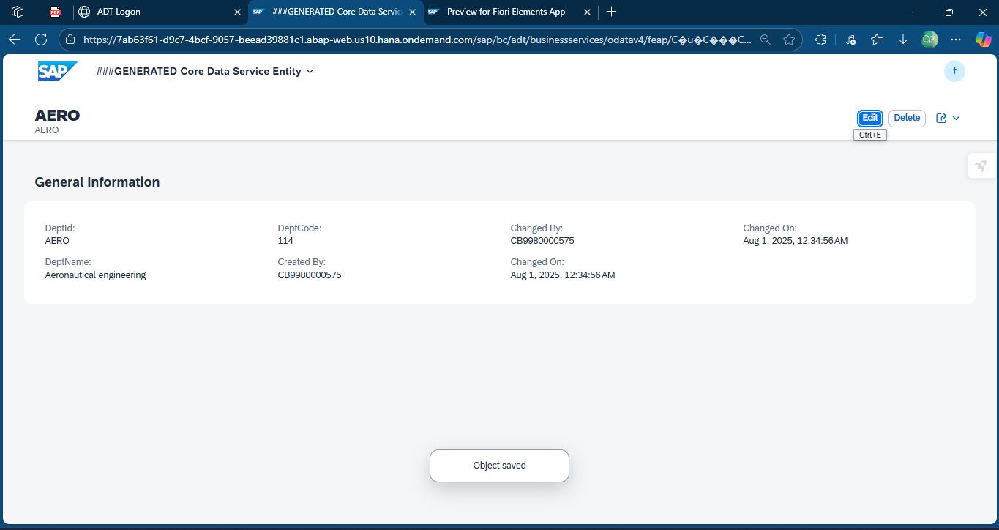 PDF
ADT Logon
SAP
###GENERATED Core Data Servic
SAP
Preview for Fiori Elements App
https://7ab63f61-d9c7-4bcf-9057-beead39881c1.abap-web.us10.hana.ondemand.com/sap/bc/adt/businessservices/odatav4/feap/C�u�C���C...
SAP
###GENERATED Core Data Service Entity
f
AERO
AERO
Edit
Delete
Ctrl+E
General Information
DeptId:
AERO
DeptName:
Aeronautical engineering
DeptCode:
114
Created By:
CB9980000575
Changed By:
CB9980000575
Changed On:
Aug 1, 2025, 12:34:56 AM
Changed On:
Aug 1, 2025, 12:34:56 AM
Object saved